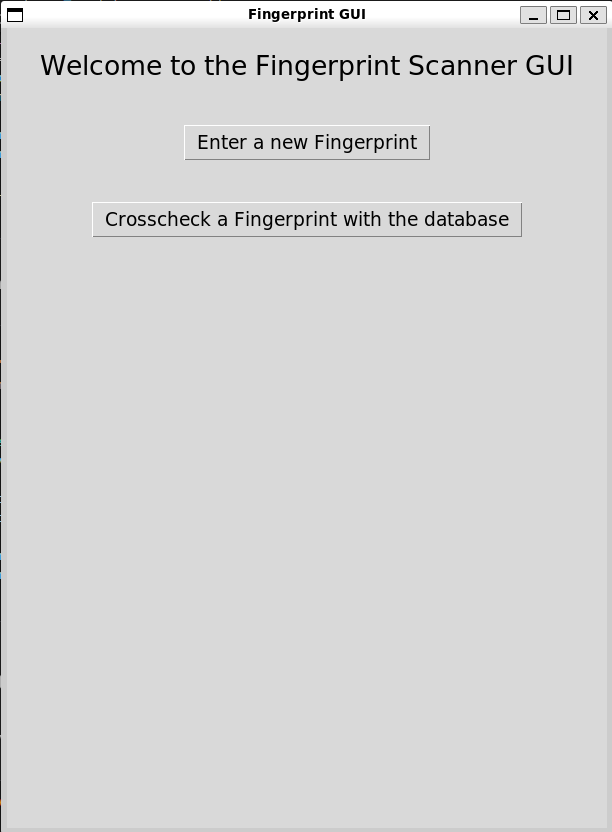 Fingerprint GUI
Welcome to the Fingerprint Scanner GUI
Enter a new Fingerprint
Crosscheck a Fingerprint with the database